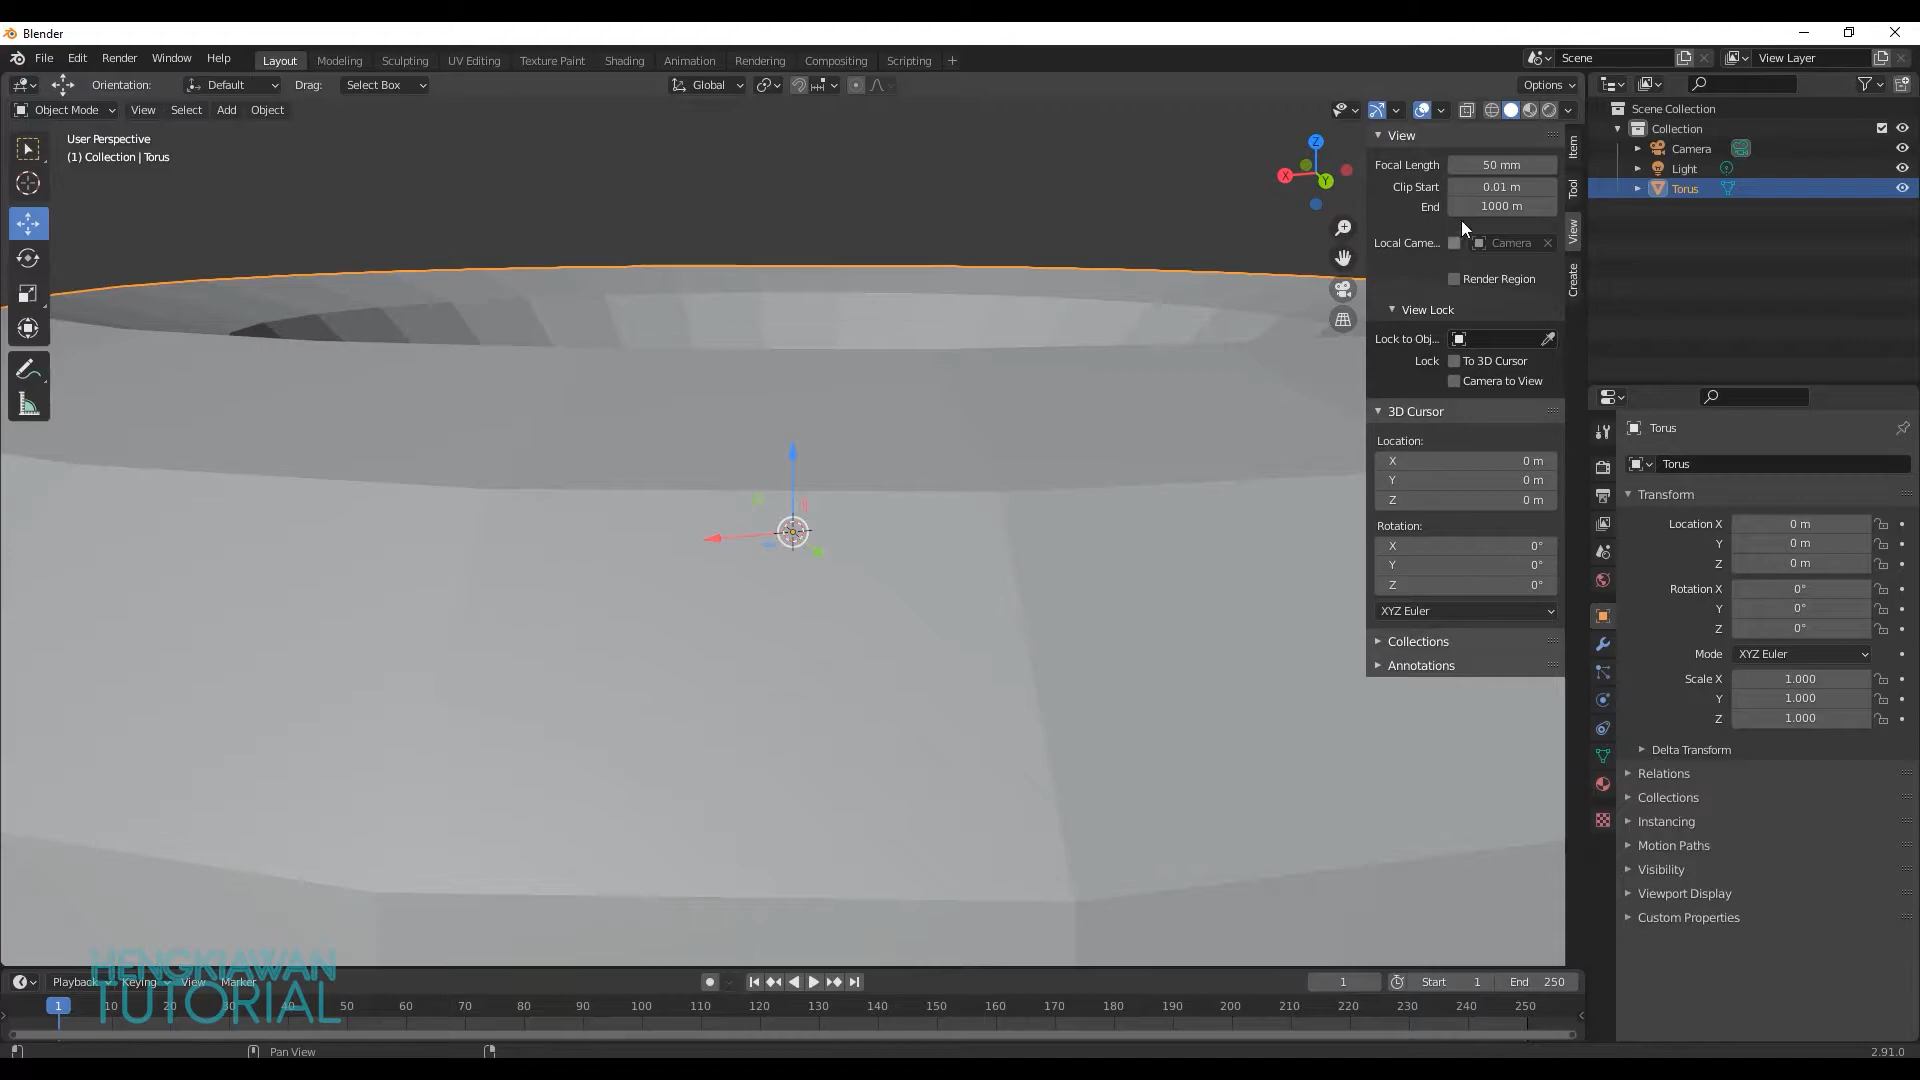 Blender
File Edit Render Window Help Layout Modeling Sculpting UV Editing Texture Paint Shading Animation Rendering Compositing Scripting + Scene View Layer
Orientation: Default Drag: Select Box Global Options
Object Mode View Select Add Object
User Perspective
(1) Collection | Torus
Z
X
Y
View
Focal Length 50 mm
Clip Start 0.01 m
End 1000 m
Local Came... Camera
Render Region
View Lock
Lock to Obj...
Lock To 3D Cursor
Camera to View
3D Cursor
Location:
X 0 m
Y 0 m
Z 0 m
Rotation:
X 0°
Y 0°
Z 0°
XYZ Euler
Collections
Annotations
Item
Tool
View
Create
Scene Collection
Collection
Camera
Light
Torus
Torus
Torus
Transform
Location X 0 m
Y 0 m
Z 0 m
Rotation X 0°
Y 0°
Z 0°
Mode XYZ Euler
Scale X 1.000
Y 1.000
Z 1.000
Delta Transform
Relations
Collections
Instancing
Motion Paths
Visibility
Viewport Display
Custom Properties
HENGKIAWAN
TUTORIAL
Playback Keying View Marker 1 Start 1 End 250
1 10 20 30 40 50 60 70 80 90 100 110 120 130 140 150 160 170 180 190 200 210 220 230 240 250
Pan View 2.91.0